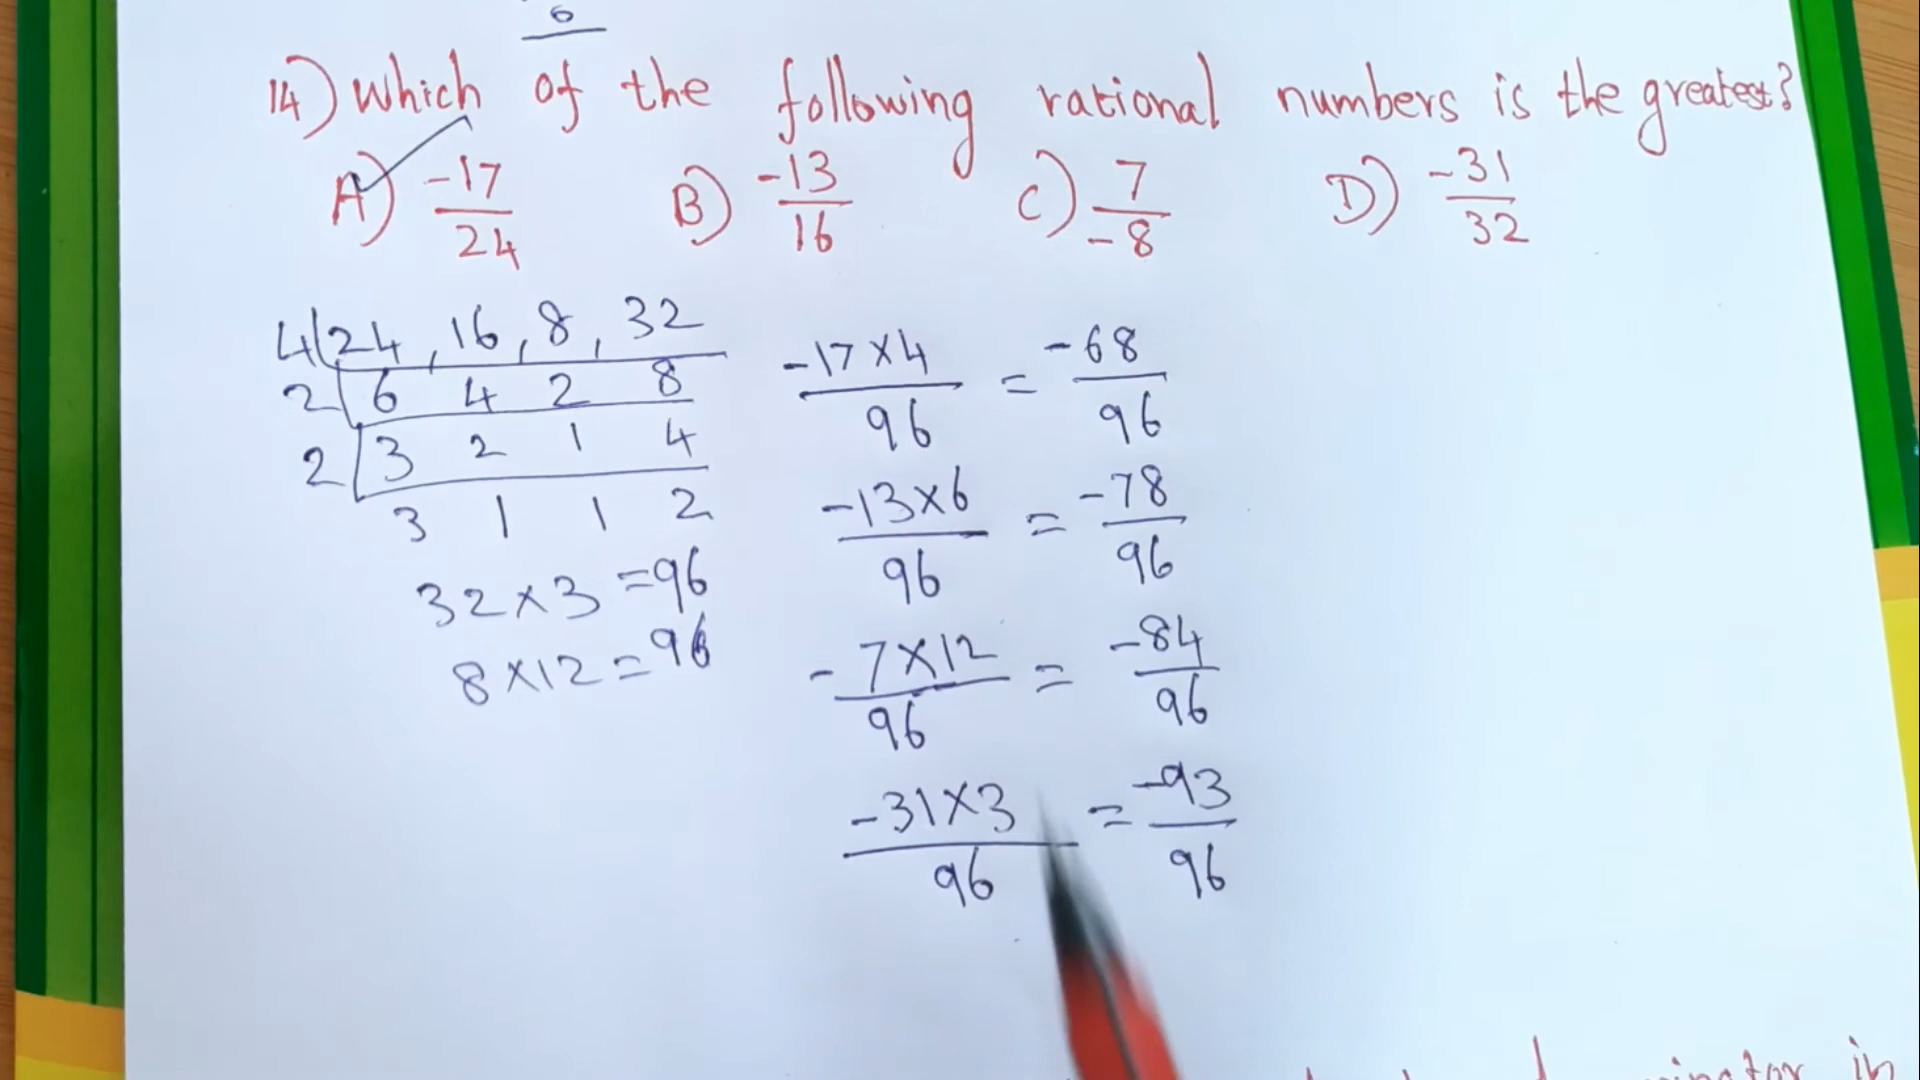 6
14) Which of the following rational numbers is the greatest?
A) -17/24 B) -13/16 C) 7/-8 D) -31/32
4 24, 16, 8, 32
2 6 4 2 8
2 3 2 1 4
3 1 1 2
32 × 3 = 96
8 × 12 = 96
-17 × 4/96 = -68/96
-13 × 6/96 = -78/96
-7 × 12/96 = -84/96
-31 × 3/96 = -93/96
in